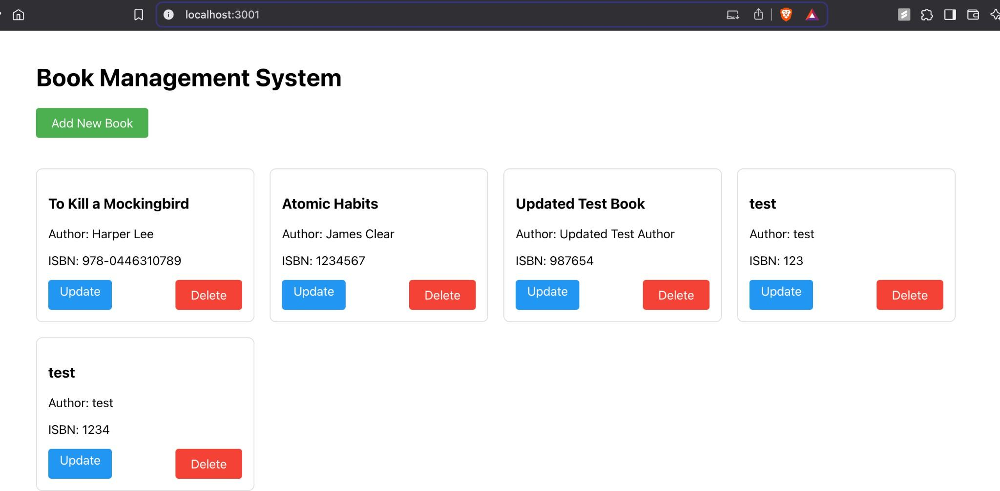 localhost:3001
Book Management System
Add New Book
To Kill a Mockingbird
Author: Harper Lee
ISBN: 978-0446310789
Update
Delete
Atomic Habits
Author: James Clear
ISBN: 1234567
Update
Delete
Updated Test Book
Author: Updated Test Author
ISBN: 987654
Update
Delete
test
Author: test
ISBN: 123
Update
Delete
test
Author: test
ISBN: 1234
Update
Delete